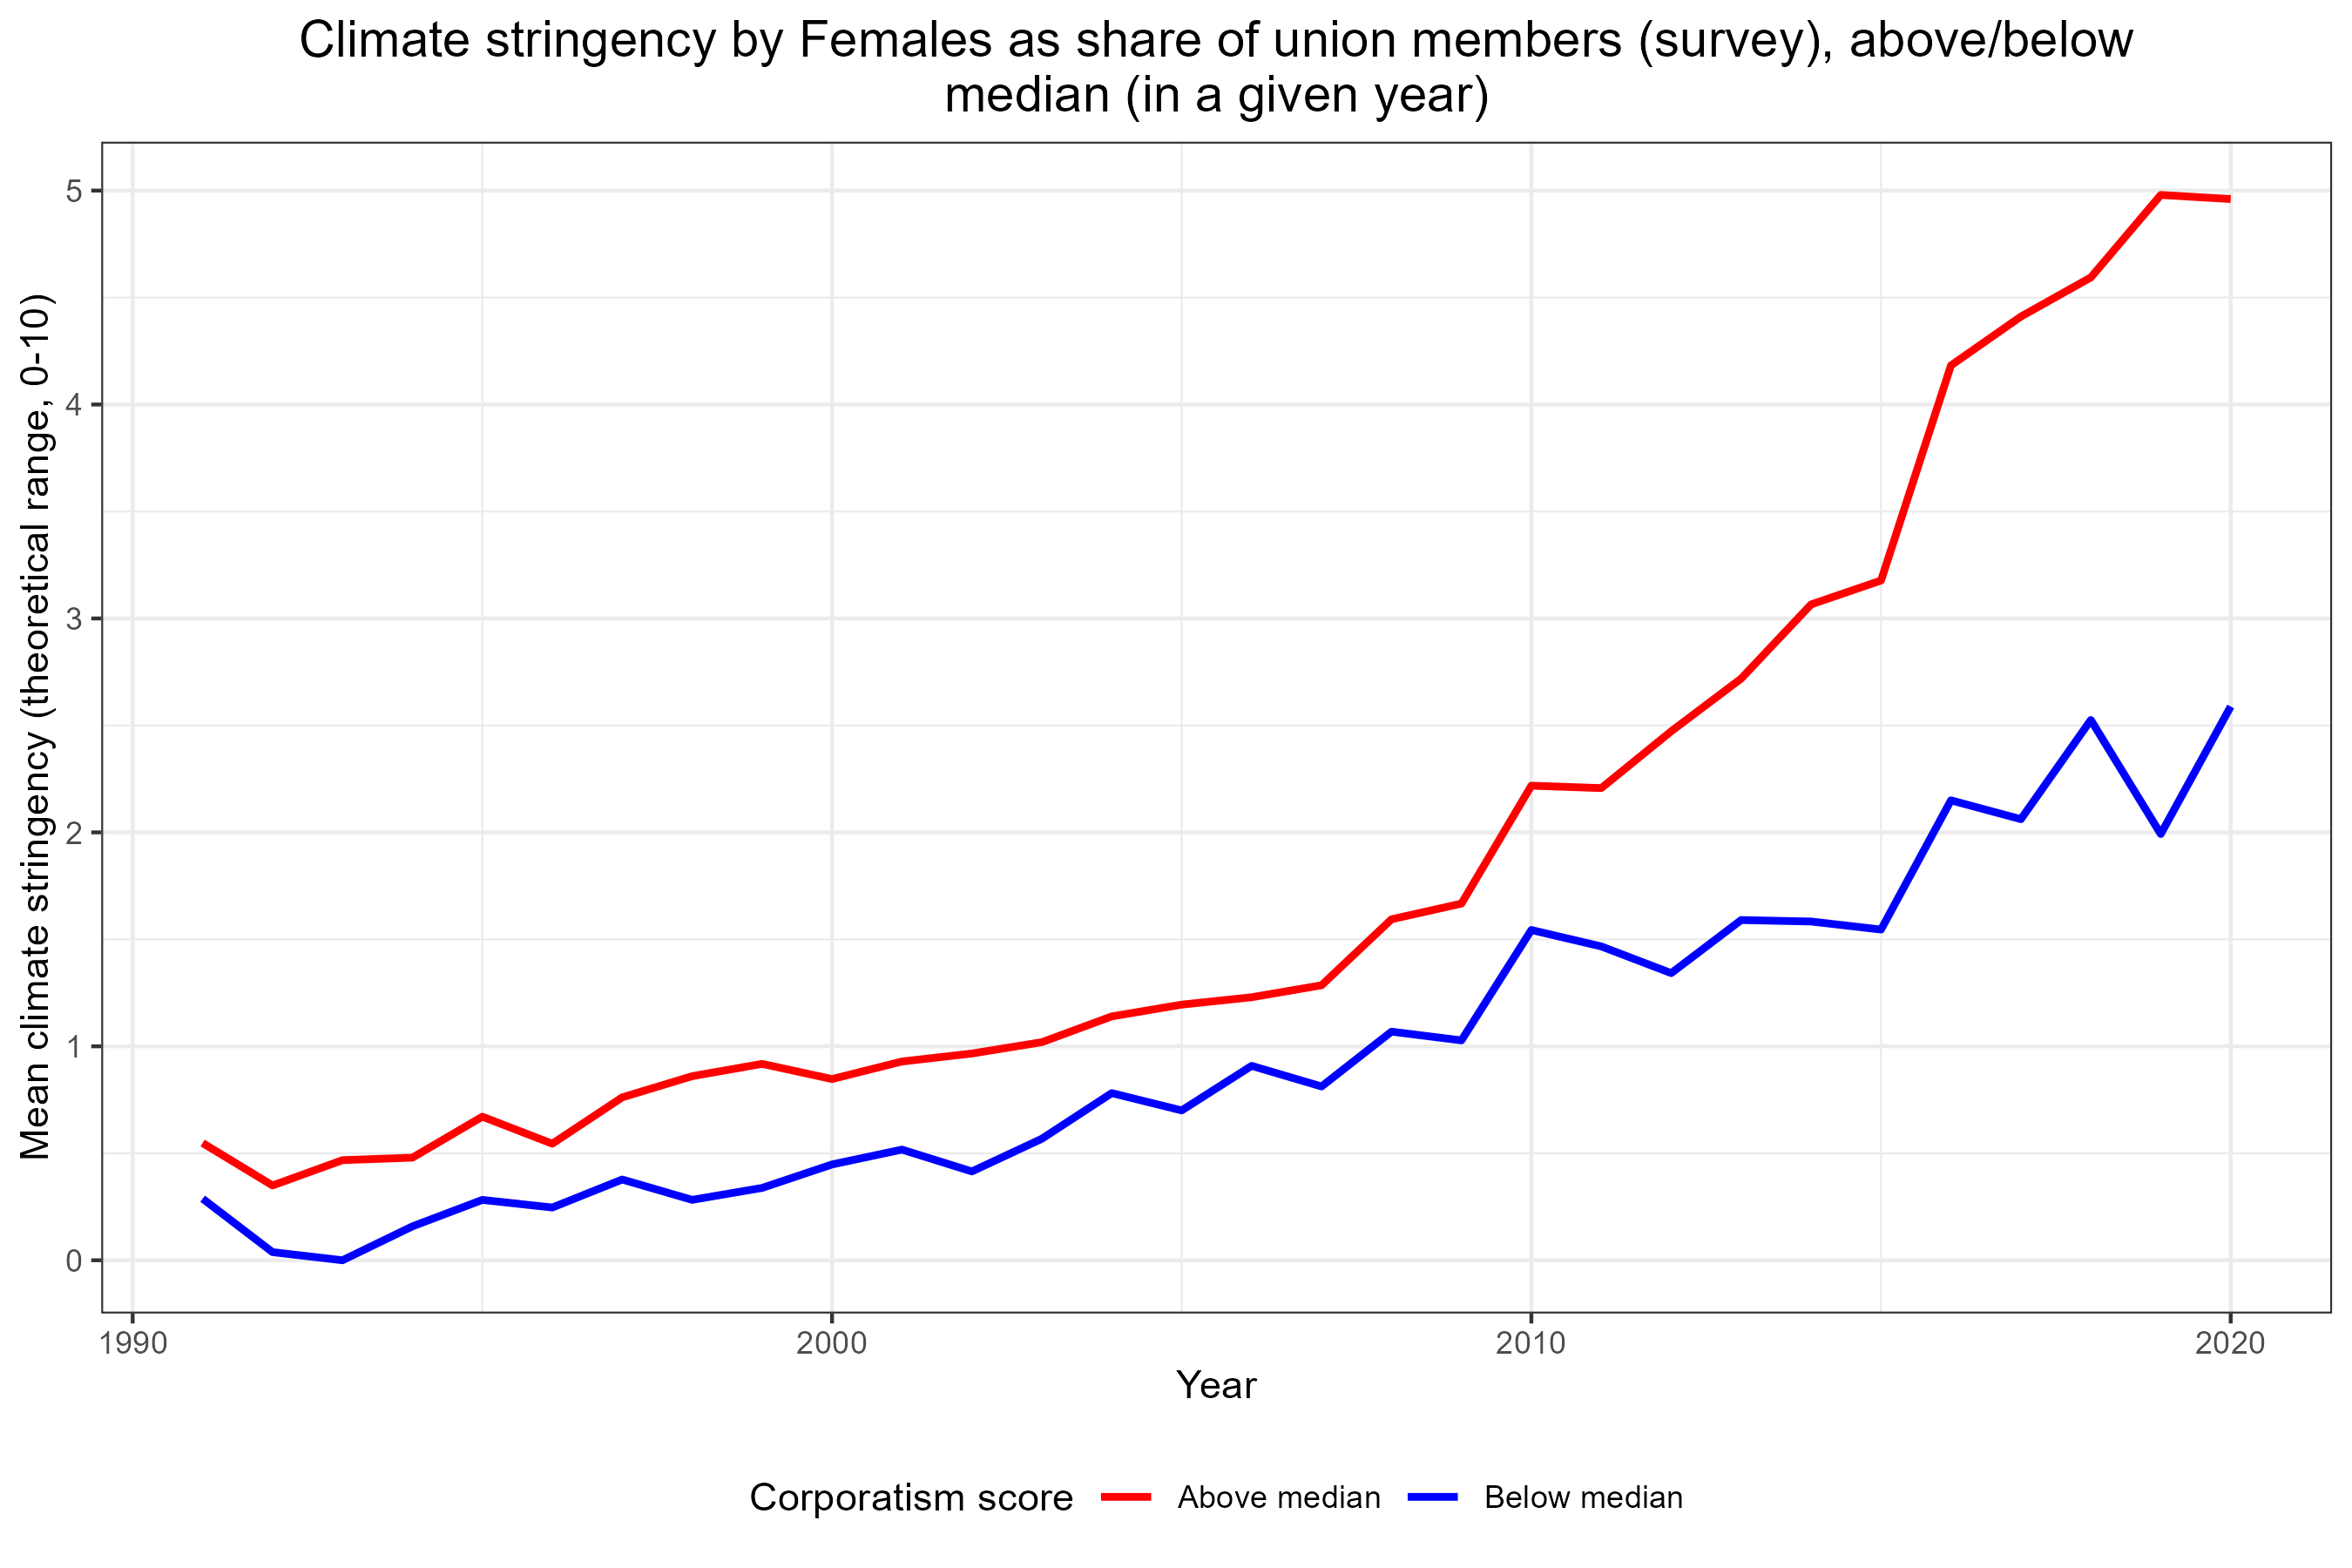 Climate stringency by Females as share of union members (survey), above/below
median (in a given year)
Mean climate stringency (theoretical range, 0-10)
5
4
3
2
1
0
1990 2000 2010 2020
Year
Corporatism score Above median Below median